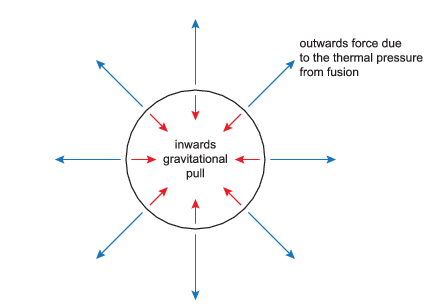 outwards force due
to the thermal pressure
from fusion
inwards
gravitational
pull